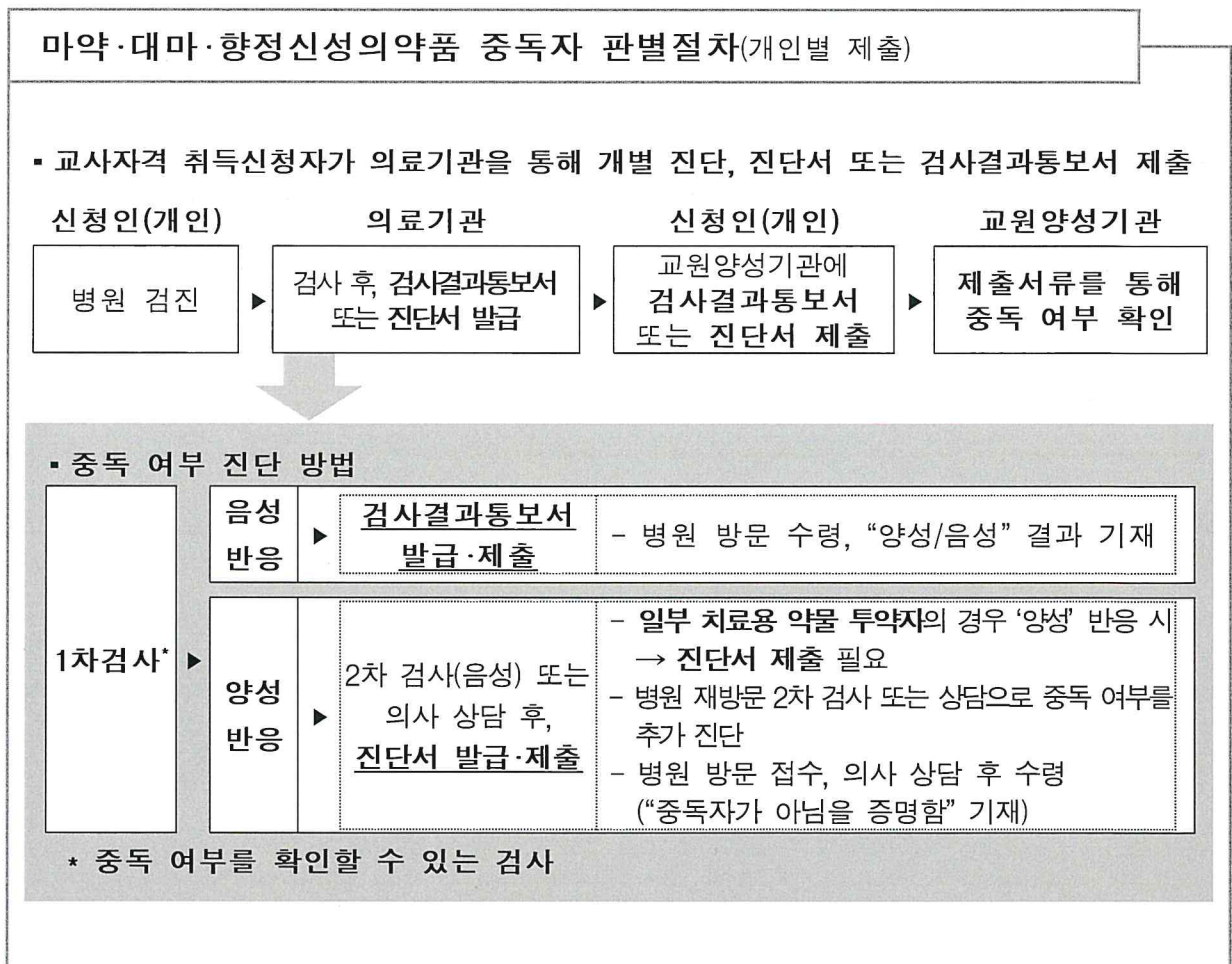 마약·대마·향정신성의약품 중독자 판별절차(개인별 제출)
▪ 교사자격 취득신청자가 의료기관을 통해 개별 진단, 진단서 또는 검사결과통보서 제출
신청인(개인)
병원 검진
▶
의료기관
검사 후, 검사결과통보서
또는 진단서 발급
▶
신청인(개인)
교원양성기관에
검사결과통보서
또는 진단서 제출
▶
교원양성기관
제출서류를 통해
중독 여부 확인
▪ 중독 여부 진단 방법
1차검사* ▶
음성
반응
▶
검사결과통보서
발급·제출
- 병원 방문 수령, “양성/음성” 결과 기재
양성
반응
▶
2차 검사(음성) 또는
의사 상담 후,
진단서 발급·제출
- 일부 치료용 약물 투약자의 경우 ‘양성’ 반응 시
→ 진단서 제출 필요
- 병원 재방문 2차 검사 또는 상담으로 중독 여부를
추가 진단
- 병원 방문 접수, 의사 상담 후 수령
(“중독자가 아님을 증명함” 기재)
* 중독 여부를 확인할 수 있는 검사